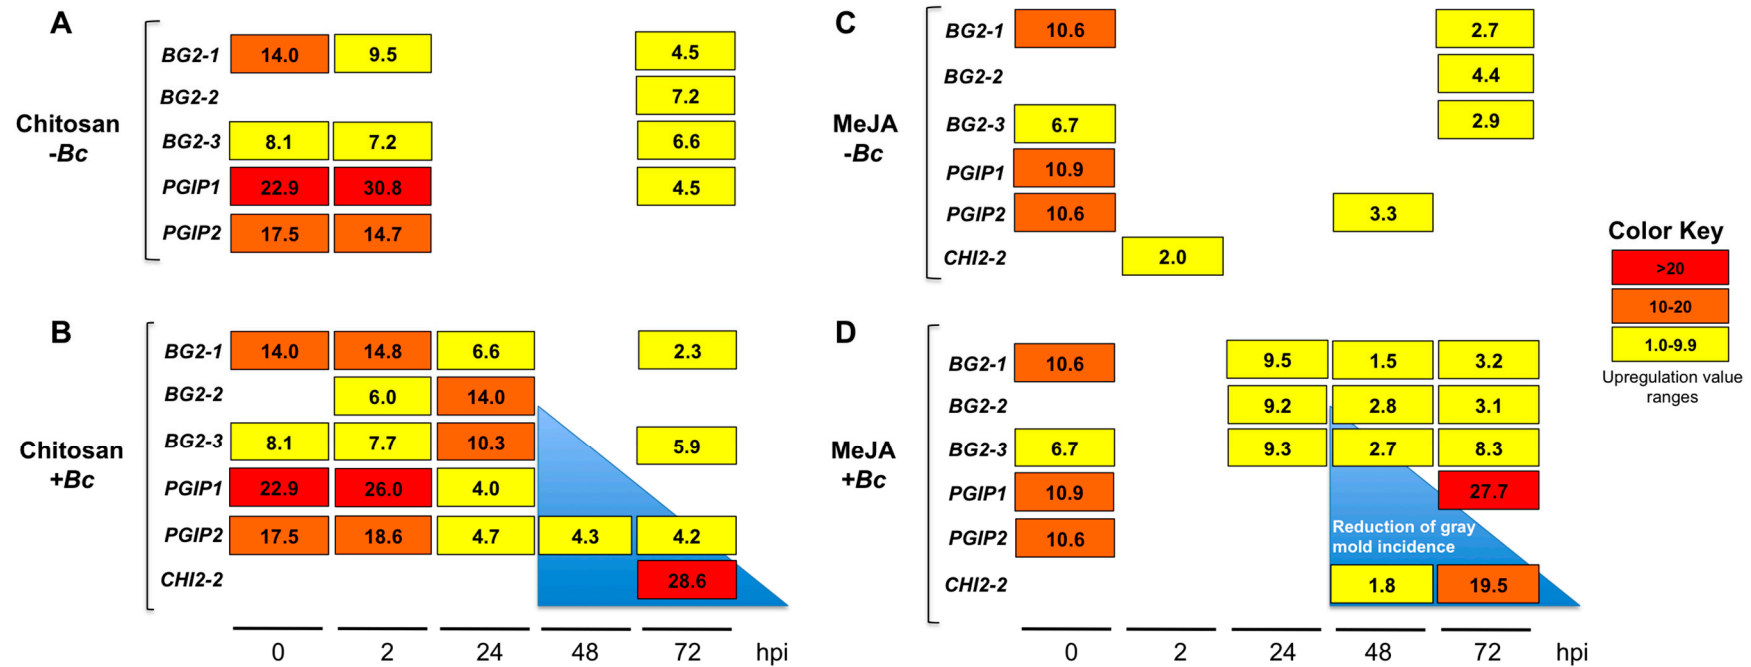 A
BG2-1 14.0 9.5 4.5
BG2-2 7.2
Chitosan
-Bc
BG2-3 8.1 7.2 6.6
PGIP1 22.9 30.8 4.5
PGIP2 17.5 14.7
B
BG2-1 14.0 14.8 6.6 2.3
BG2-2 6.0 14.0
Chitosan
+Bc
BG2-3 8.1 7.7 10.3 5.9
PGIP1 22.9 26.0 4.0
PGIP2 17.5 18.6 4.7 4.3 4.2
CHI2-2 28.6
0 2 24 48 72 hpi
C
BG2-1 10.6 2.7
BG2-2 4.4
MeJA
-Bc
BG2-3 6.7 2.9
PGIP1 10.9
PGIP2 10.6 3.3
CHI2-2 2.0
D
BG2-1 10.6 9.5 1.5 3.2
BG2-2 9.2 2.8 3.1
MeJA
+Bc
BG2-3 6.7 9.3 2.7 8.3
PGIP1 10.9 27.7
PGIP2 10.6
Reduction of gray
mold incidence
CHI2-2 1.8 19.5
0 2 24 48 72 hpi
Color Key
>20
10-20
1.0-9.9
Upregulation value
ranges